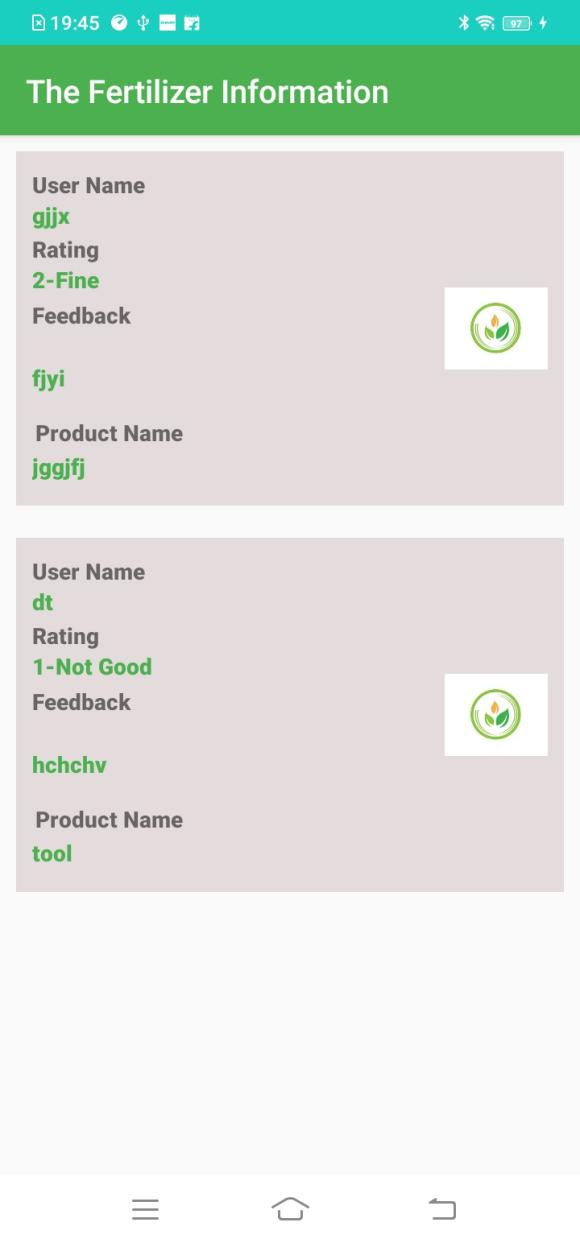 19:45
97
The Fertilizer Information
User Name
gjjx
Rating
2-Fine
Feedback
fjyi
Product Name
jggjfj
User Name
dt
Rating
1-Not Good
Feedback
hchchv
Product Name
tool